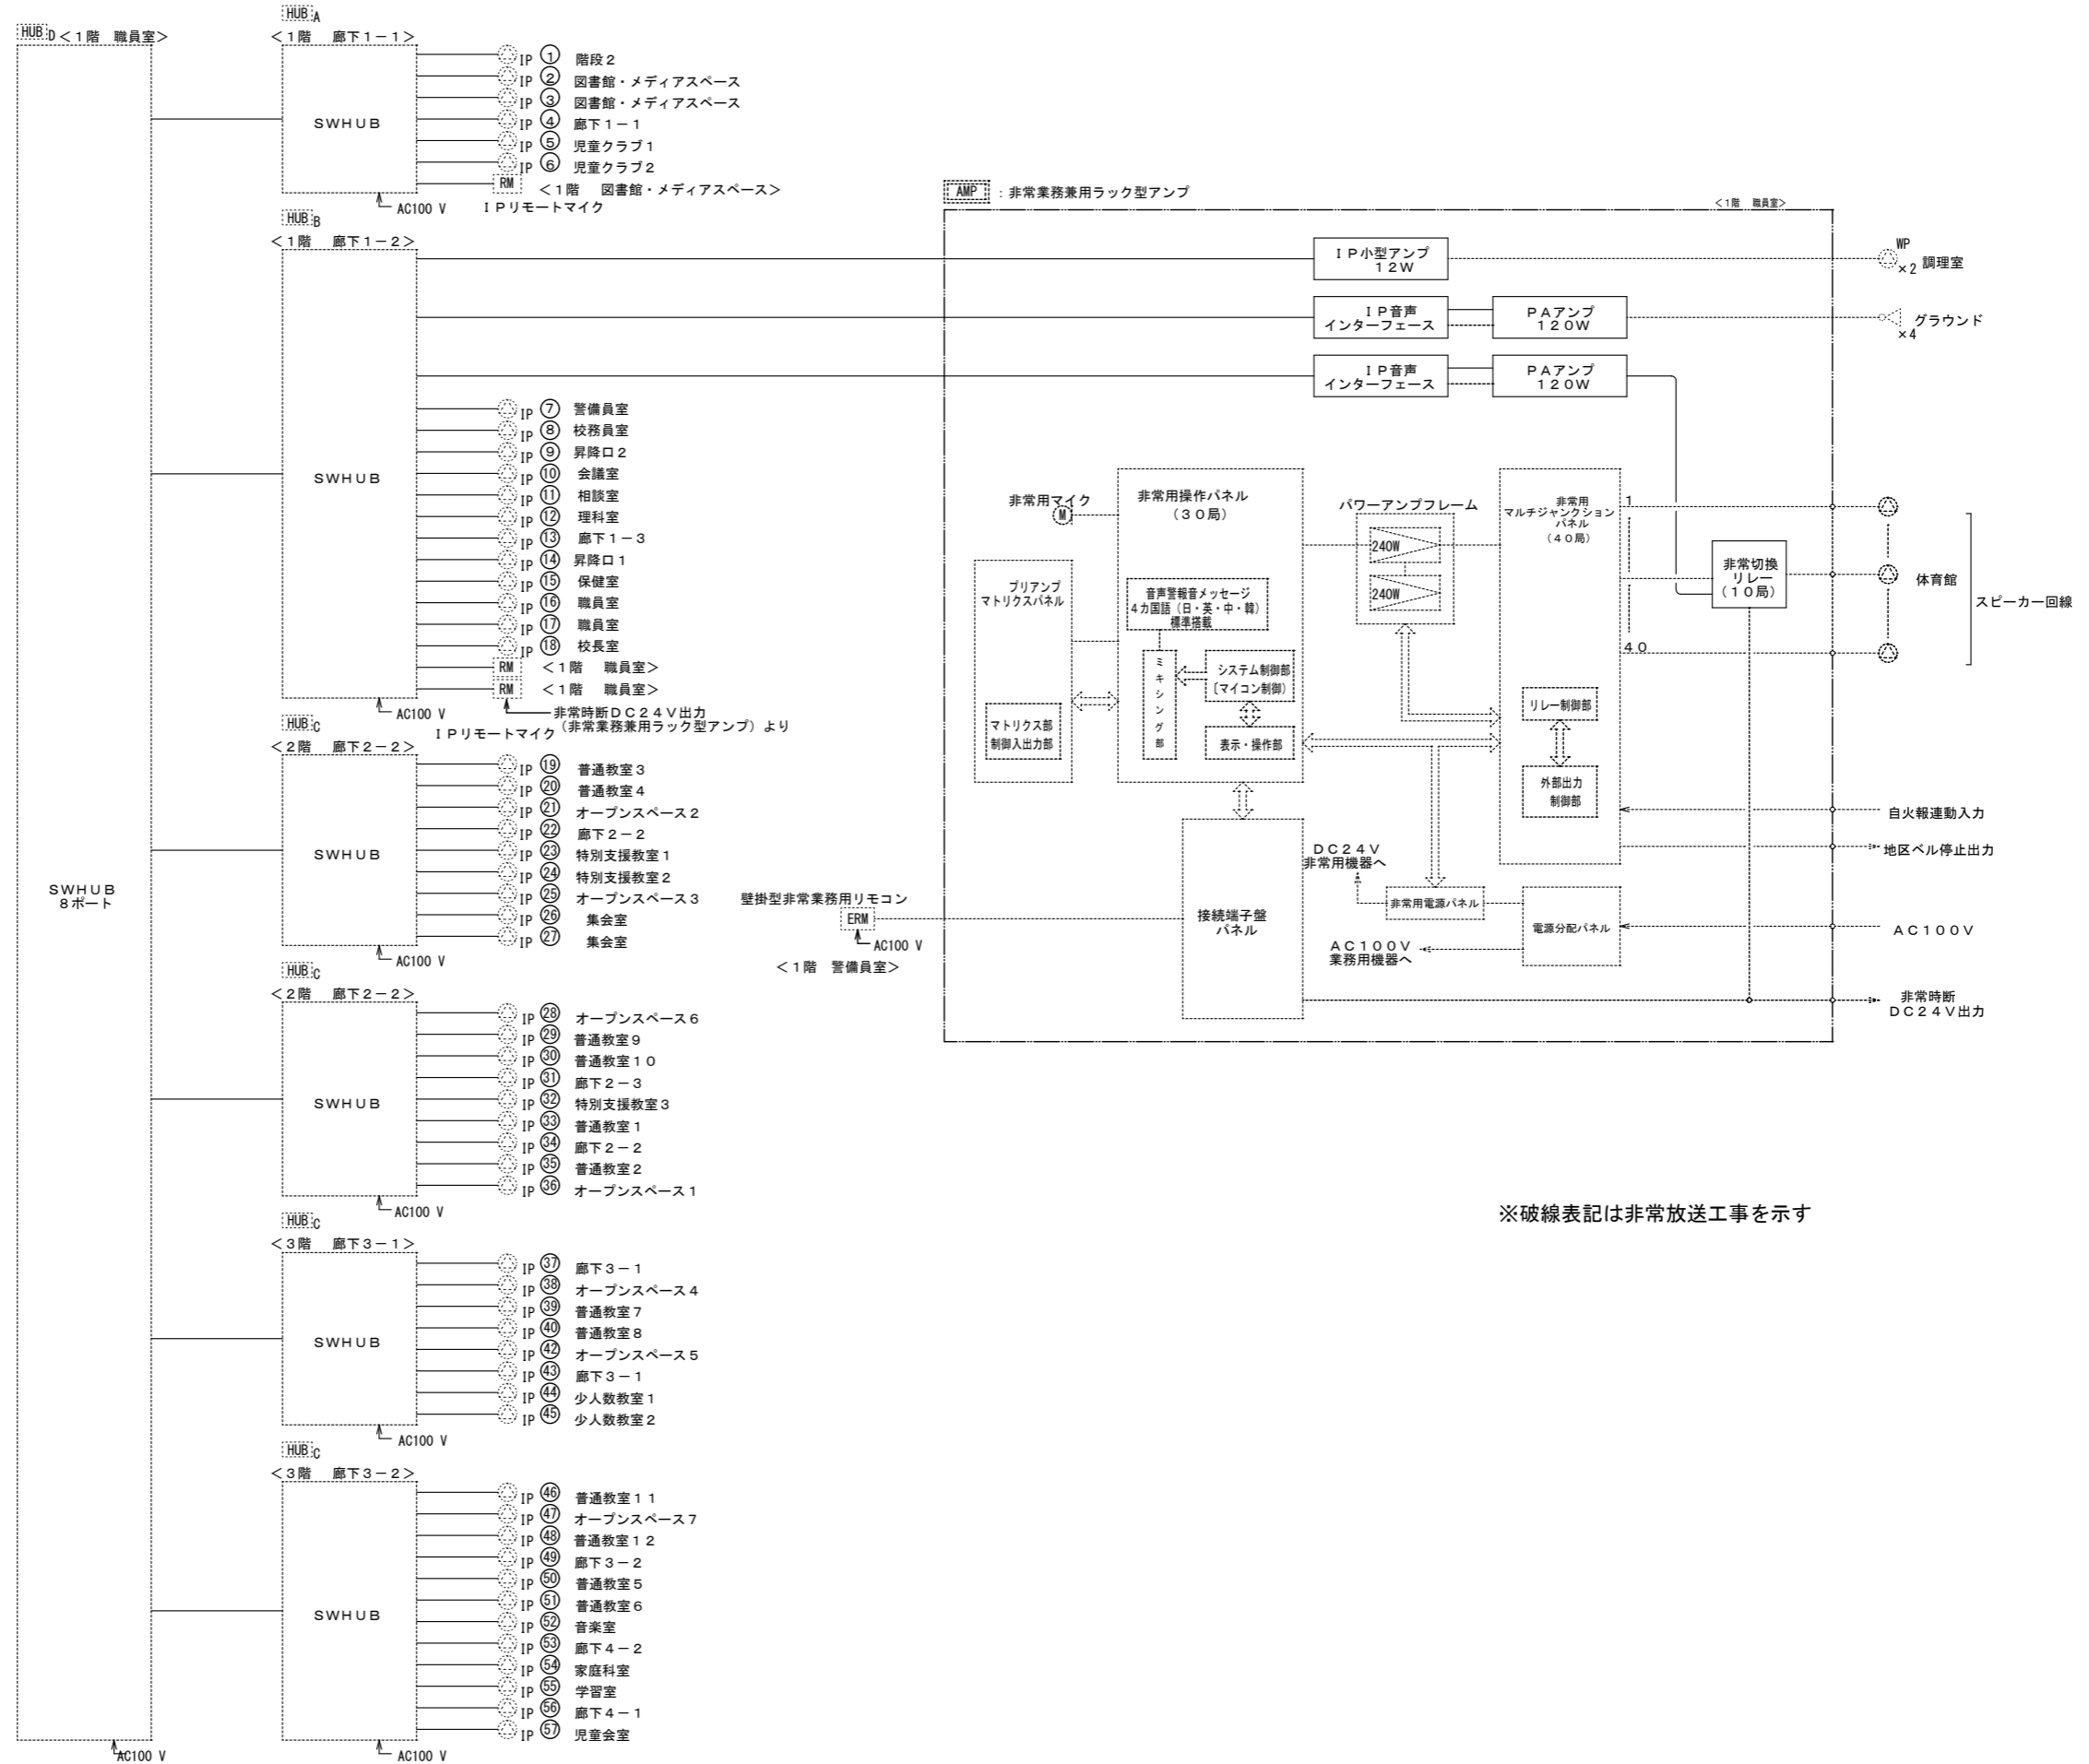 HUB D <1階 職員室>
SWHUB
8ポート
AC100 V
HUB A
<1階 廊下1－1>
SWHUB
AC100 V
IP ① 階段2
IP ② 図書館・メディアスペース
IP ③ 図書館・メディアスペース
IP ④ 廊下1－1
IP ⑤ 児童クラブ1
IP ⑥ 児童クラブ2
RM <1階 図書館・メディアスペース>
IPリモートマイク
HUB B
<1階 廊下1－2>
SWHUB
AC100 V
IP ⑦ 警備員室
IP ⑧ 校務員室
IP ⑨ 昇降口2
IP ⑩ 会議室
IP ⑪ 相談室
IP ⑫ 理科室
IP ⑬ 廊下1－3
IP ⑭ 昇降口1
IP ⑮ 保健室
IP ⑯ 職員室
IP ⑰ 職員室
IP ⑱ 校長室
RM <1階 職員室>
RM <1階 職員室>
非常時断DC24V出力
(非常業務兼用ラック型アンプ)より
IPリモートマイク
HUB C
<2階 廊下2－2>
SWHUB
AC100 V
IP ⑲ 普通教室3
IP ⑳ 普通教室4
IP ㉑ オープンスペース2
IP ㉒ 廊下2－2
IP ㉓ 特別支援教室1
IP ㉔ 特別支援教室2
IP ㉕ オープンスペース3
IP ㉖ 集会室
IP ㉗ 集会室
HUB C
<2階 廊下2－2>
SWHUB
AC100 V
IP ㉘ オープンスペース6
IP ㉙ 普通教室9
IP ㉚ 普通教室10
IP ㉛ 廊下2－3
IP ㉜ 特別支援教室3
IP ㉝ 普通教室1
IP ㉞ 廊下2－2
IP ㉟ 普通教室2
IP ㊱ オープンスペース1
HUB C
<3階 廊下3－1>
SWHUB
AC100 V
IP ㊲ 廊下3－1
IP ㊳ オープンスペース4
IP ㊴ 普通教室7
IP ㊵ 普通教室8
IP ㊷ オープンスペース5
IP ㊸ 廊下3－1
IP ㊹ 少人数教室1
IP ㊺ 少人数教室2
HUB C
<3階 廊下3－2>
SWHUB
AC100 V
IP ㊻ 普通教室11
IP ㊼ オープンスペース7
IP ㊽ 普通教室12
IP ㊾ 廊下3－2
IP ㊿ 普通教室5
IP 51 普通教室6
IP 52 音楽室
IP 53 廊下4－2
IP 54 家庭科室
IP 55 学習室
IP 56 廊下4－1
IP 57 児童会室
AMP : 非常業務兼用ラック型アンプ
<1階 職員室>
IP小型アンプ
12W
WP
×2 調理室
IP音声
インターフェース
PAアンプ
120W
×4
グラウンド
IP音声
インターフェース
PAアンプ
120W
非常用マイク
M
非常用操作パネル
(30局)
プリアンプ
マトリクスパネル
マトリクス部
制御入出力部
音声警報音メッセージ
4カ国語(日・英・中・韓)
標準搭載
ミキシング部
システム制御部
〔マイコン制御)
表示・操作部
パワーアンプフレーム
240W
240W
非常用
マルチジャンクション
パネル
(40局)
1
40
リレー制御部
外部出力
制御部
非常切換
リレー
(10局)
体育館
スピーカー回線
自火報連動入力
地区ベル停止出力
DC24V
非常用機器へ
非常用電源パネル
電源分配パネル
AC100V
AC100V
業務用機器へ
接続端子盤
パネル
非常時断
DC24V出力
壁掛型非常業務用リモコン
ERM
AC100 V
<1階 警備員室>
※破線表記は非常放送工事を示す